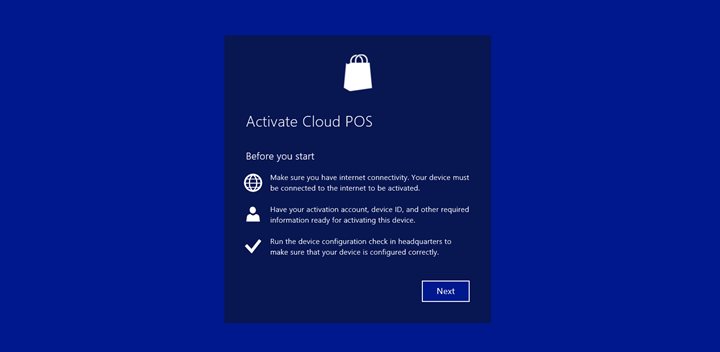 Activate Cloud POS
Before you start
Make sure you have internet connectivity. Your device must
be connected to the internet to be activated.
Have your activation account, device ID, and other required
information ready for activating this device.
Run the device configuration check in headquarters to
make sure that your device is configured correctly.
Next